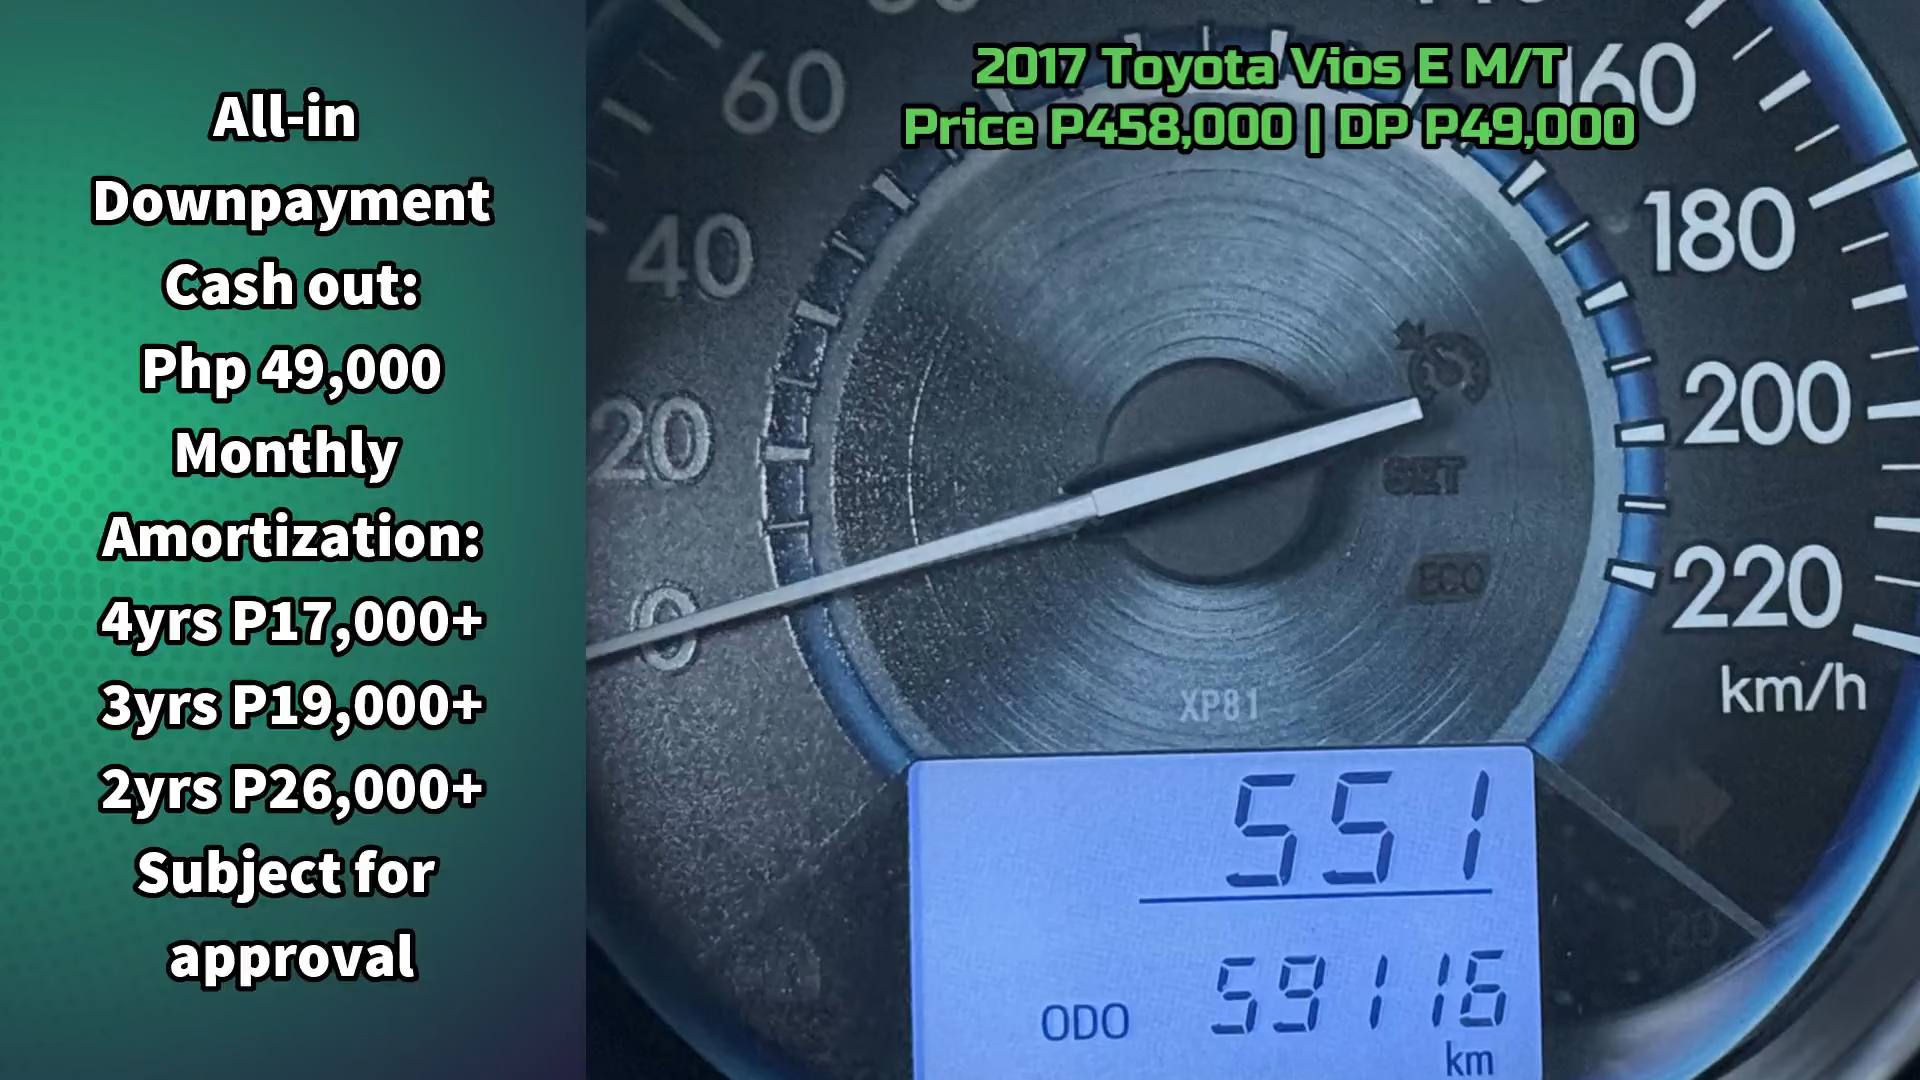 All-in
Downpayment
Cash out:
Php 49,000
Monthly
Amortization:
4yrs P17,000+
3yrs P19,000+
2yrs P26,000+
Subject for
approval
2017 Toyota Vios E M/T
Price P458,000 | DP P49,000
60
160
40
180
20
200
SET
0
ECO
220
km/h
XP81
551
ODO 59116
km